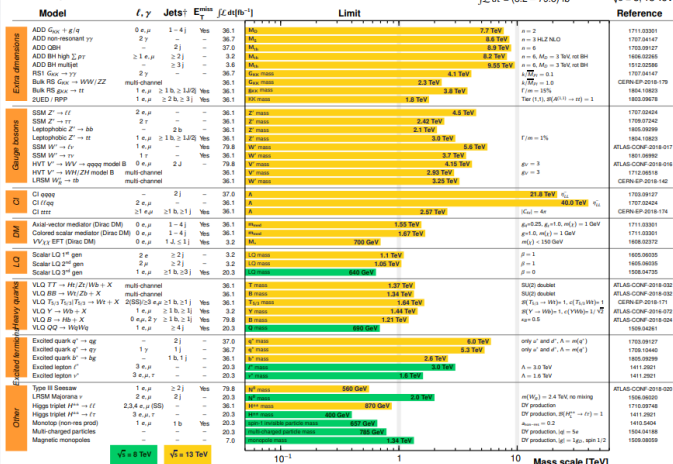 Model ℓ, γ Jets† E_T^miss ∫L dt[fb⁻¹] Limit Reference
Extra dimensions
ADD G_KK + g/q 0 e, μ 1 − 4 j Yes 36.1 M_D 7.7 TeV n = 2 1711.03301
ADD non-resonant γγ 2 γ − − 36.7 M_S 8.6 TeV n = 3 HLZ NLO 1707.04147
ADD QBH − 2 j − 37.0 M_th 8.9 TeV n = 6 1703.09127
ADD BH high Σ p_T ≥ 1 e, μ ≥ 2 j − 3.2 M_th 8.2 TeV n = 6, M_D = 3 TeV, rot BH 1606.02265
ADD BH multijet − ≥ 3 j − 3.6 M_th 9.55 TeV n = 6, M_D = 3 TeV, rot BH 1512.02586
RS1 G_KK → γγ 2 γ − − 36.7 G_KK mass 4.1 TeV k/M_Pl = 0.1 1707.04147
Bulk RS G_KK → WW/ZZ multi-channel 36.1 G_KK mass 2.3 TeV k/M_Pl = 1.0 CERN-EP-2018-179
Bulk RS g_KK → tt 1 e, μ ≥ 1 b, ≥ 1J/2j Yes 36.1 g_KK mass 3.8 TeV Γ/m = 15% 1804.10823
2UED / RPP 1 e, μ ≥ 2 b, ≥ 3 j Yes 36.1 KK mass 1.8 TeV Tier (1,1), B(A^(1,1) → tt) = 1 1803.09678
Gauge bosons
SSM Z′ → ℓℓ 2 e, μ − − 36.1 Z′ mass 4.5 TeV 1707.02424
SSM Z′ → ττ 2 τ − − 36.1 Z′ mass 2.42 TeV 1709.07242
Leptophobic Z′ → bb − 2 b − 36.1 Z′ mass 2.1 TeV 1805.09299
Leptophobic Z′ → tt 1 e, μ ≥ 1 b, ≥ 1J/2j Yes 36.1 Z′ mass 3.0 TeV Γ/m = 1% 1804.10823
SSM W′ → ℓν 1 e, μ − Yes 79.8 W′ mass 5.6 TeV ATLAS-CONF-2018-017
SSM W′ → τν 1 τ − Yes 36.1 W′ mass 3.7 TeV 1801.06992
HVT V′ → WV → qqqq model B 0 e, μ 2 J − 79.8 V′ mass 4.15 TeV g_V = 3 ATLAS-CONF-2018-016
HVT V′ → WH/ZH model B multi-channel 36.1 V′ mass 2.93 TeV g_V = 3 1712.06518
LRSM W′_R → tb multi-channel 36.1 W′ mass 3.25 TeV CERN-EP-2018-142
CI
CI qqqq − 2 j − 37.0 Λ 21.8 TeV 1703.09127
CI ℓℓqq 2 e, μ − − 36.1 Λ 40.0 TeV 1707.02424
CI tttt ≥1 e,μ ≥1 b, ≥1 j Yes 36.1 Λ 2.57 TeV |C_4t| = 4π CERN-EP-2018-174
DM
Axial-vector mediator (Dirac DM) 0 e, μ 1 − 4 j Yes 36.1 m_med 1.55 TeV g_q=0.25, g_χ=1.0, m(χ) = 1 GeV 1711.03301
Colored scalar mediator (Dirac DM) 0 e, μ 1 − 4 j Yes 36.1 m_med 1.67 TeV g=1.0, m(χ) = 1 GeV 1711.03301
VVχχ EFT (Dirac DM) 0 e, μ 1 J, ≤ 1 j Yes 3.2 M_* 700 GeV m(χ) < 150 GeV 1608.02372
LQ
Scalar LQ 1st gen 2 e ≥ 2 j − 3.2 LQ mass 1.1 TeV β = 1 1605.06035
Scalar LQ 2nd gen 2 μ ≥ 2 j − 3.2 LQ mass 1.05 TeV β = 1 1605.06035
Scalar LQ 3rd gen 1 e, μ ≥1 b, ≥3 j Yes 20.3 LQ mass 640 GeV β = 0 1508.04735
Heavy quarks
VLQ TT → Ht/Zt/Wb + X multi-channel 36.1 T mass 1.37 TeV SU(2) doublet ATLAS-CONF-2018-032
VLQ BB → Wt/Zb + X multi-channel 36.1 B mass 1.34 TeV SU(2) doublet ATLAS-CONF-2018-032
VLQ T_5/3 T_5/3|T_5/3 → Wt + X 2(SS)/≥3 e,μ ≥1 b, ≥1 j Yes 36.1 T_5/3 mass 1.64 TeV B(T_5/3 → Wt)= 1, c(T_5/3Wt)= 1 CERN-EP-2018-171
VLQ Y → Wb + X 1 e, μ ≥ 1 b, ≥ 1j Yes 3.2 Y mass 1.44 TeV B(Y → Wb)= 1, c(YWb)= 1/√2 ATLAS-CONF-2016-072
VLQ B → Hb + X 0 e,μ, 2 γ ≥ 1 b, ≥ 1j Yes 79.8 B mass 1.21 TeV κ_B= 0.5 ATLAS-CONF-2018-024
VLQ QQ → WqWq 1 e, μ ≥ 4 j Yes 20.3 Q mass 690 GeV 1509.04261
Excited fermions
Excited quark q* → qg − 2 j − 37.0 q* mass 6.0 TeV only u* and d*, Λ = m(q*) 1703.09127
Excited quark q* → qγ 1 γ 1 j − 36.7 q* mass 5.3 TeV only u* and d*, Λ = m(q*) 1709.10440
Excited quark b* → bg − 1 b, 1 j − 36.1 b* mass 2.6 TeV 1805.09299
Excited lepton ℓ* 3 e, μ − − 20.3 ℓ* mass 3.0 TeV Λ = 3.0 TeV 1411.2921
Excited lepton ν* 3 e, μ, τ − − 20.3 ν* mass 1.6 TeV Λ = 1.6 TeV 1411.2921
Other
Type III Seesaw 1 e, μ ≥ 2 j Yes 79.8 N⁰ mass 560 GeV ATLAS-CONF-2018-020
LRSM Majorana ν 2 e, μ 2 j − 20.3 N⁰ mass 2.0 TeV m(W_R) = 2.4 TeV, no mixing 1506.06020
Higgs triplet H±± → ℓℓ 2,3,4 e, μ (SS) − − 36.1 H±± mass 870 GeV DY production 1710.09748
Higgs triplet H±± → ℓτ 3 e, μ, τ − − 20.3 H±± mass 400 GeV DY production, B(H_L±± → ℓτ) = 1 1411.2921
Monotop (non-res prod) 1 e, μ 1 b Yes 20.3 spin-1 invisible particle mass 657 GeV a_non-res = 0.2 1410.5404
Multi-charged particles − − − 20.3 multi-charged particle mass 785 GeV DY production, |q| = 5e 1504.04188
Magnetic monopoles − − − 7.0 monopole mass 1.34 TeV DY production, |g| = 1g_D, spin 1/2 1509.08059
√s = 8 TeV √s = 13 TeV
10⁻¹ 1 10
Mass scale [TeV]